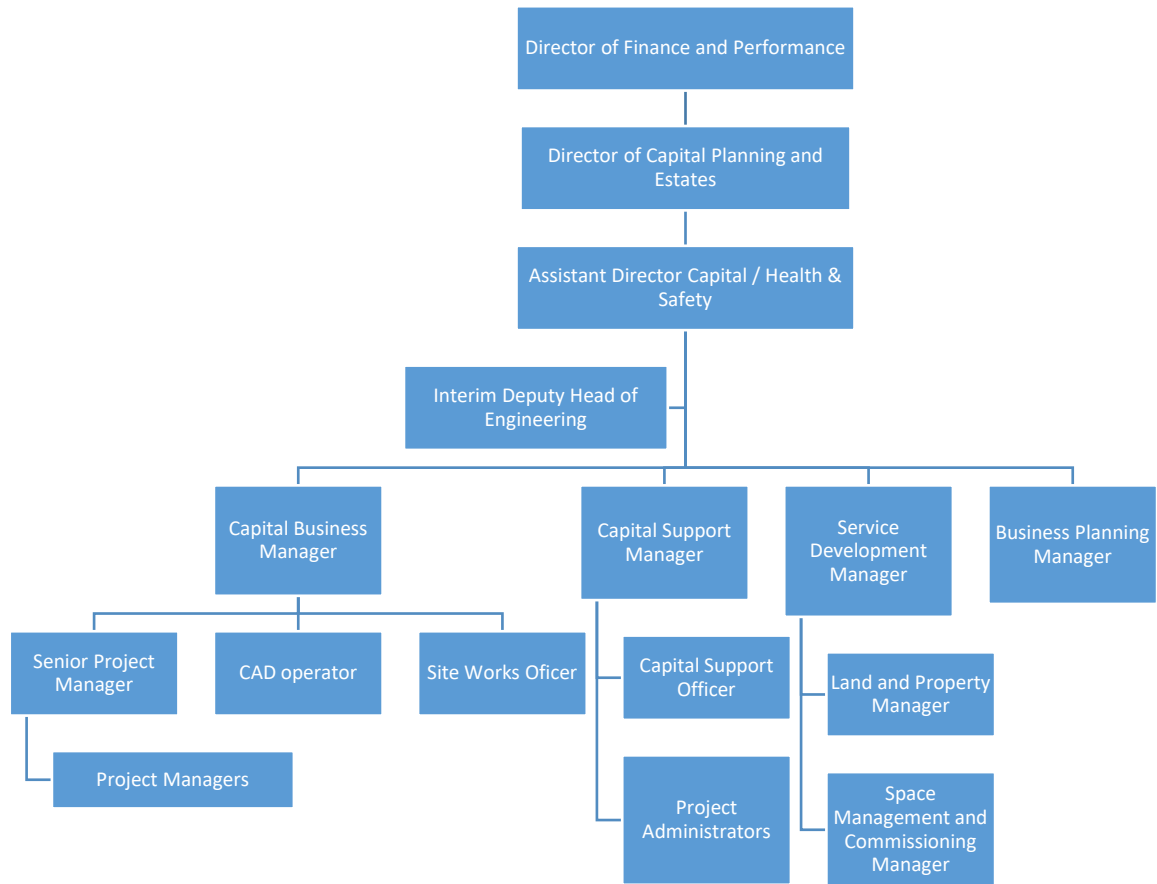 Director of Finance and Performance
Director of Capital Planning and
Estates
Assistant Director Capital / Health &
Safety
Interim Deputy Head of
Engineering
Capital Business
Manager
Capital Support
Manager
Service
Development
Manager
Business Planning
Manager
Senior Project
Manager
CAD operator
Site Works Oficer
Capital Support
Officer
Land and Property
Manager
Project Managers
Project
Administrators
Space
Management and
Commissioning
Manager